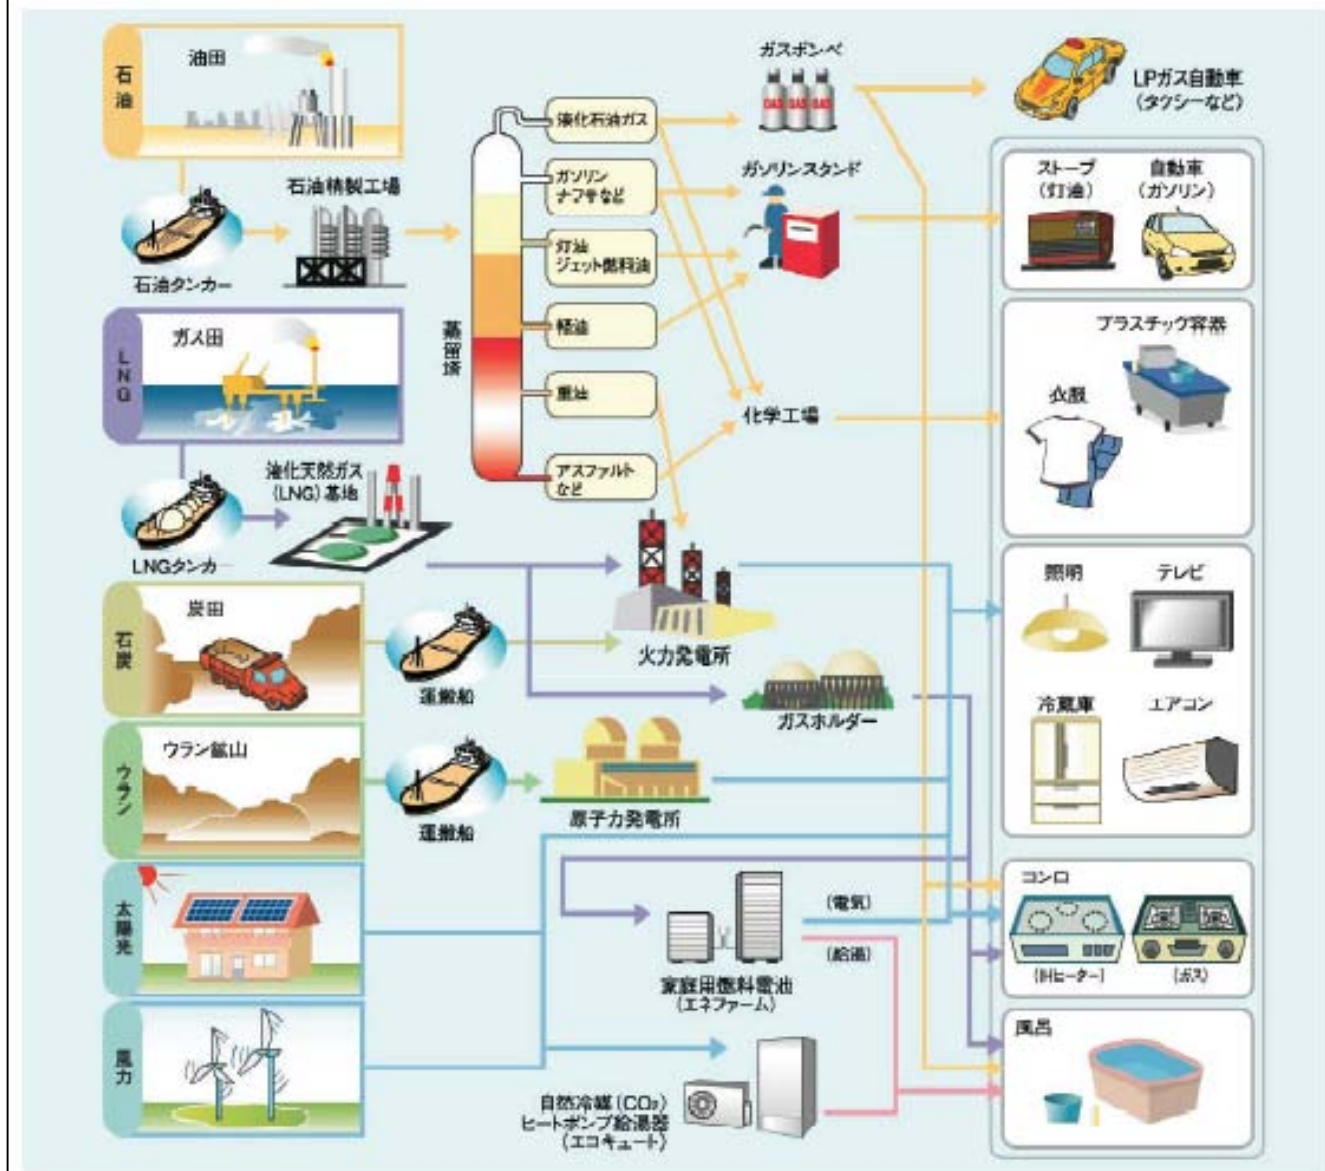 石油
油田
石油タンカー
石油精製工場
蒸留塔
液化石油ガス
ガソリン
ナフサなど
灯油
ジェット燃料油
軽油
重油
アスファルト
など
ガスボンベ
GAS GAS GAS
ガソリンスタンド
化学工場
LPガス自動車
(タクシーなど)
ストーブ
(灯油)
自動車
(ガソリン)
プラスチック容器
衣服
LNG
ガス田
LNGタンカー
液化天然ガス
(LNG)基地
石炭
炭田
運搬船
火力発電所
ガスホルダー
照明
テレビ
冷蔵庫
エアコン
ウラン
ウラン鉱山
運搬船
原子力発電所
太陽光
家庭用燃料電池
(エネファーム)
(電気)
(給湯)
コンロ
(IHヒーター)
(ガス)
風力
自然冷媒(CO₂)
ヒートポンプ給湯器
(エコキュート)
風呂